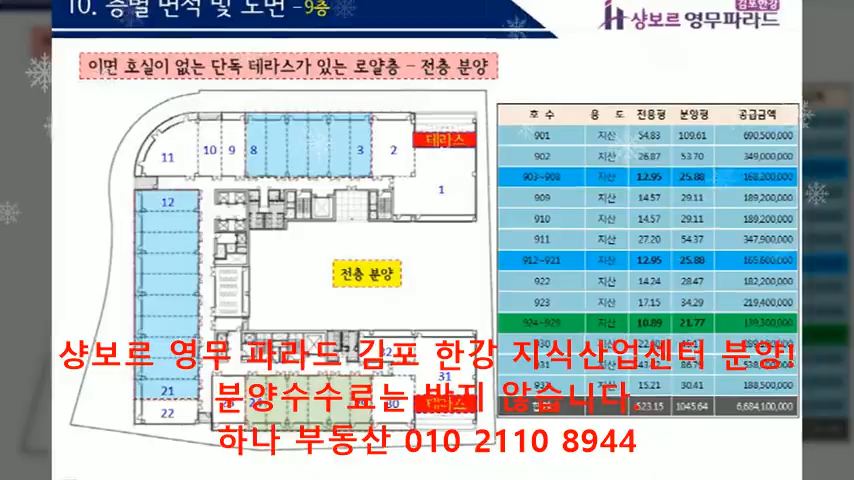 10. 층별 면적 및 도면 -9층
김포한강
샹보르 영무파라드
이면 호실이 없는 단독 테라스가 있는 로얄층 - 전층 분양
호 수 용 도 전용평 분양평 공급금액
901 지산 54.83 109.61 690,500,000
902 지산 26.87 53.70 349,000,000
903~908 지산 12.95 25.88 168,200,000
909 지산 14.57 29.11 189,200,000
910 지산 14.57 29.11 189,200,000
911 지산 27.20 54.37 347,900,000
912~921 지산 12.95 25.88 165,600,000
922 지산 14.24 28.47 182,200,000
923 지산 17.15 34.29 219,400,000
924~929 지산 10.89 21.77 139,300,000
930
931
15.21 30.41 188,500,000
523.15 1045.64 6,684,100,000
테라스
11 10 9 8 3 2
1
12
전층 분양
21
22
32
31
30
테라스
샹보르 영무 파라드 김포 한강 지식산업센터 분양!
분양수수료는 받지 않습니다.
하나 부동산 010 2110 8944